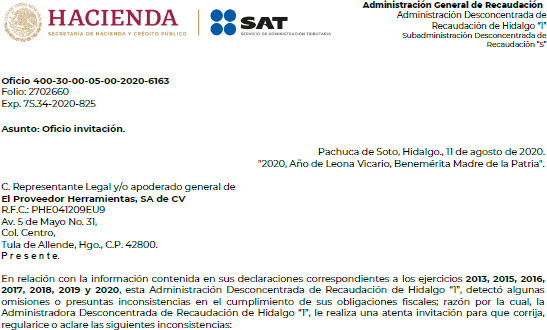 HACIENDA
SECRETARÍA DE HACIENDA Y CRÉDITO PÚBLICO
SAT
SERVICIO DE ADMINISTRACIÓN TRIBUTARIA
Administración General de Recaudación
Administración Desconcentrada de
Recaudación de Hidalgo "1"
Subadministración Desconcentrada de
Recaudación "5"
Oficio 400-30-00-05-00-2020-6163
Folio: 2702660
Exp. 7S.34-2020-825
Asunto: Oficio invitación.
Pachuca de Soto, Hidalgo., 11 de agosto de 2020.
"2020, Año de Leona Vicario, Benemérita Madre de la Patria".
C. Representante Legal y/o apoderado general de
El Proveedor Herramientas, SA de CV
R.F.C.: PHE041209EU9
Av. 5 de Mayo No. 31,
Col. Centro,
Tula de Allende, Hgo., C.P. 42800.
P r e s e n t e.
En relación con la información contenida en sus declaraciones correspondientes a los ejercicios 2013, 2015, 2016,
2017, 2018, 2019 y 2020, esta Administración Desconcentrada de Recaudación de Hidalgo "1", detectó algunas
omisiones o presuntas inconsistencias en el cumplimiento de sus obligaciones fiscales; razón por la cual, la
Administradora Desconcentrada de Recaudación de Hidalgo "1", le realiza una atenta invitación para que corrija,
regularice o aclare las siguientes inconsistencias: